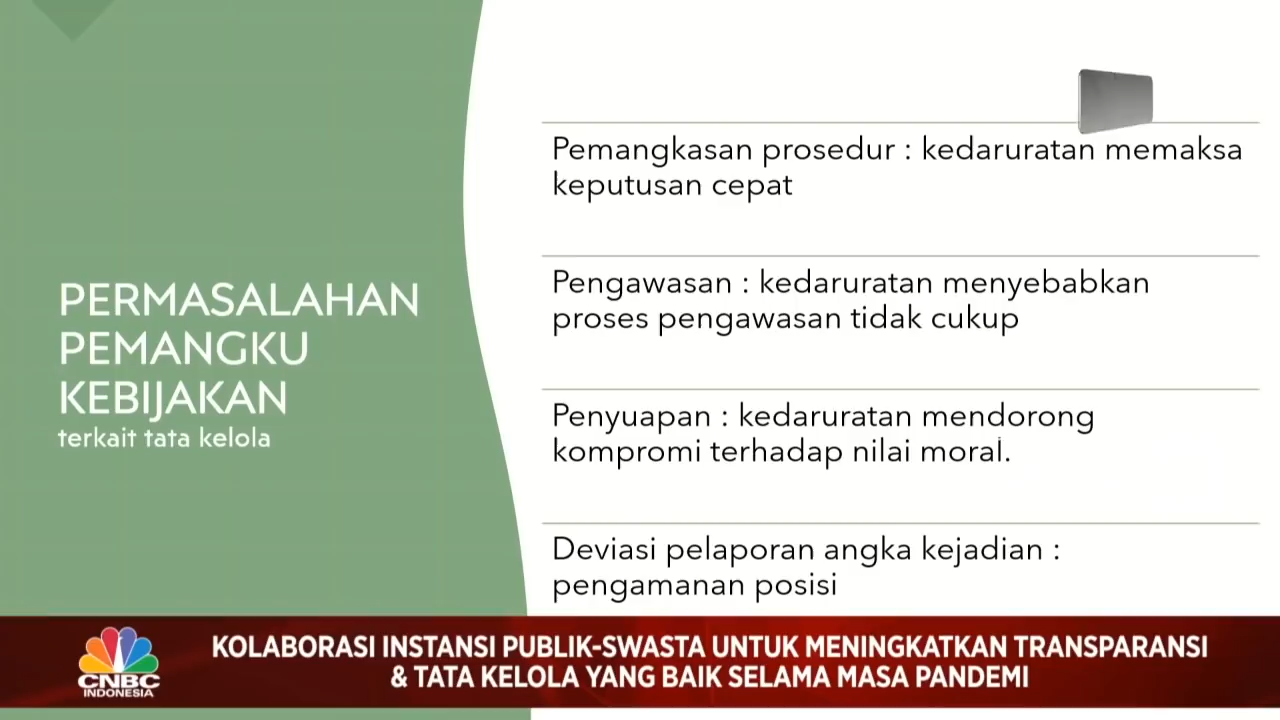 PERMASALAHAN
PEMANGKU
KEBIJAKAN
terkait tata kelola
Pemangkasan prosedur : kedaruratan memaksa
keputusan cepat
Pengawasan : kedaruratan menyebabkan
proses pengawasan tidak cukup
Penyuapan : kedaruratan mendorong
kompromi terhadap nilai moral.
Deviasi pelaporan angka kejadian :
pengamanan posisi
CNBC
INDONESIA
KOLABORASI INSTANSI PUBLIK-SWASTA UNTUK MENINGKATKAN TRANSPARANSI
& TATA KELOLA YANG BAIK SELAMA MASA PANDEMI